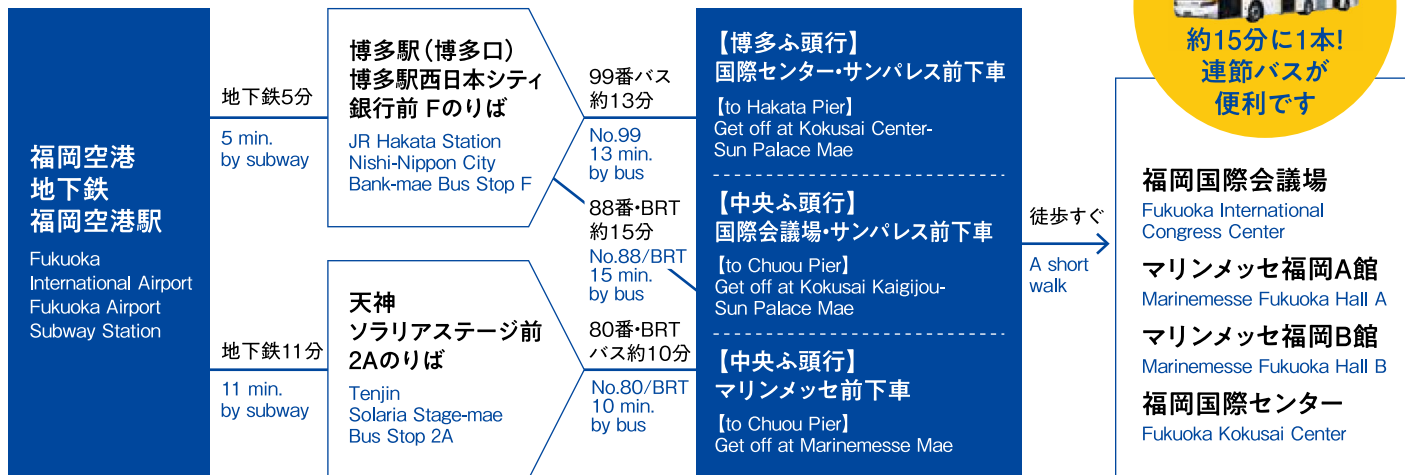 福岡空港
地下鉄
福岡空港駅
Fukuoka
International Airport
Fukuoka Airport
Subway Station
地下鉄5分
5 min.
by subway
地下鉄11分
11 min.
by subway
博多駅(博多口)
博多駅西日本シティ
銀行前 Fのりば
JR Hakata Station
Nishi-Nippon City
Bank-mae Bus Stop F
天神
ソラリアステージ前
2Aのりば
Tenjin
Solaria Stage-mae
Bus Stop 2A
99番バス
約13分
No.99
13 min.
by bus
88番・BRT
約15分
No.88/BRT
15 min.
by bus
80番・BRT
バス約10分
No.80/BRT
10 min.
by bus
【博多ふ頭行】
国際センター・サンパレス前下車
【to Hakata Pier】
Get off at Kokusai Center-
Sun Palace Mae
【中央ふ頭行】
国際会議場・サンパレス前下車
【to Chuou Pier】
Get off at Kokusai Kaigijou-
Sun Palace Mae
【中央ふ頭行】
マリンメッセ前下車
【to Chuou Pier】
Get off at Marinemesse Mae
徒歩すぐ
A short
walk
約15分に1本!
連節バスが
便利です
福岡国際会議場
Fukuoka International
Congress Center
マリンメッセ福岡A館
Marinemesse Fukuoka Hall A
マリンメッセ福岡B館
Marinemesse Fukuoka Hall B
福岡国際センター
Fukuoka Kokusai Center